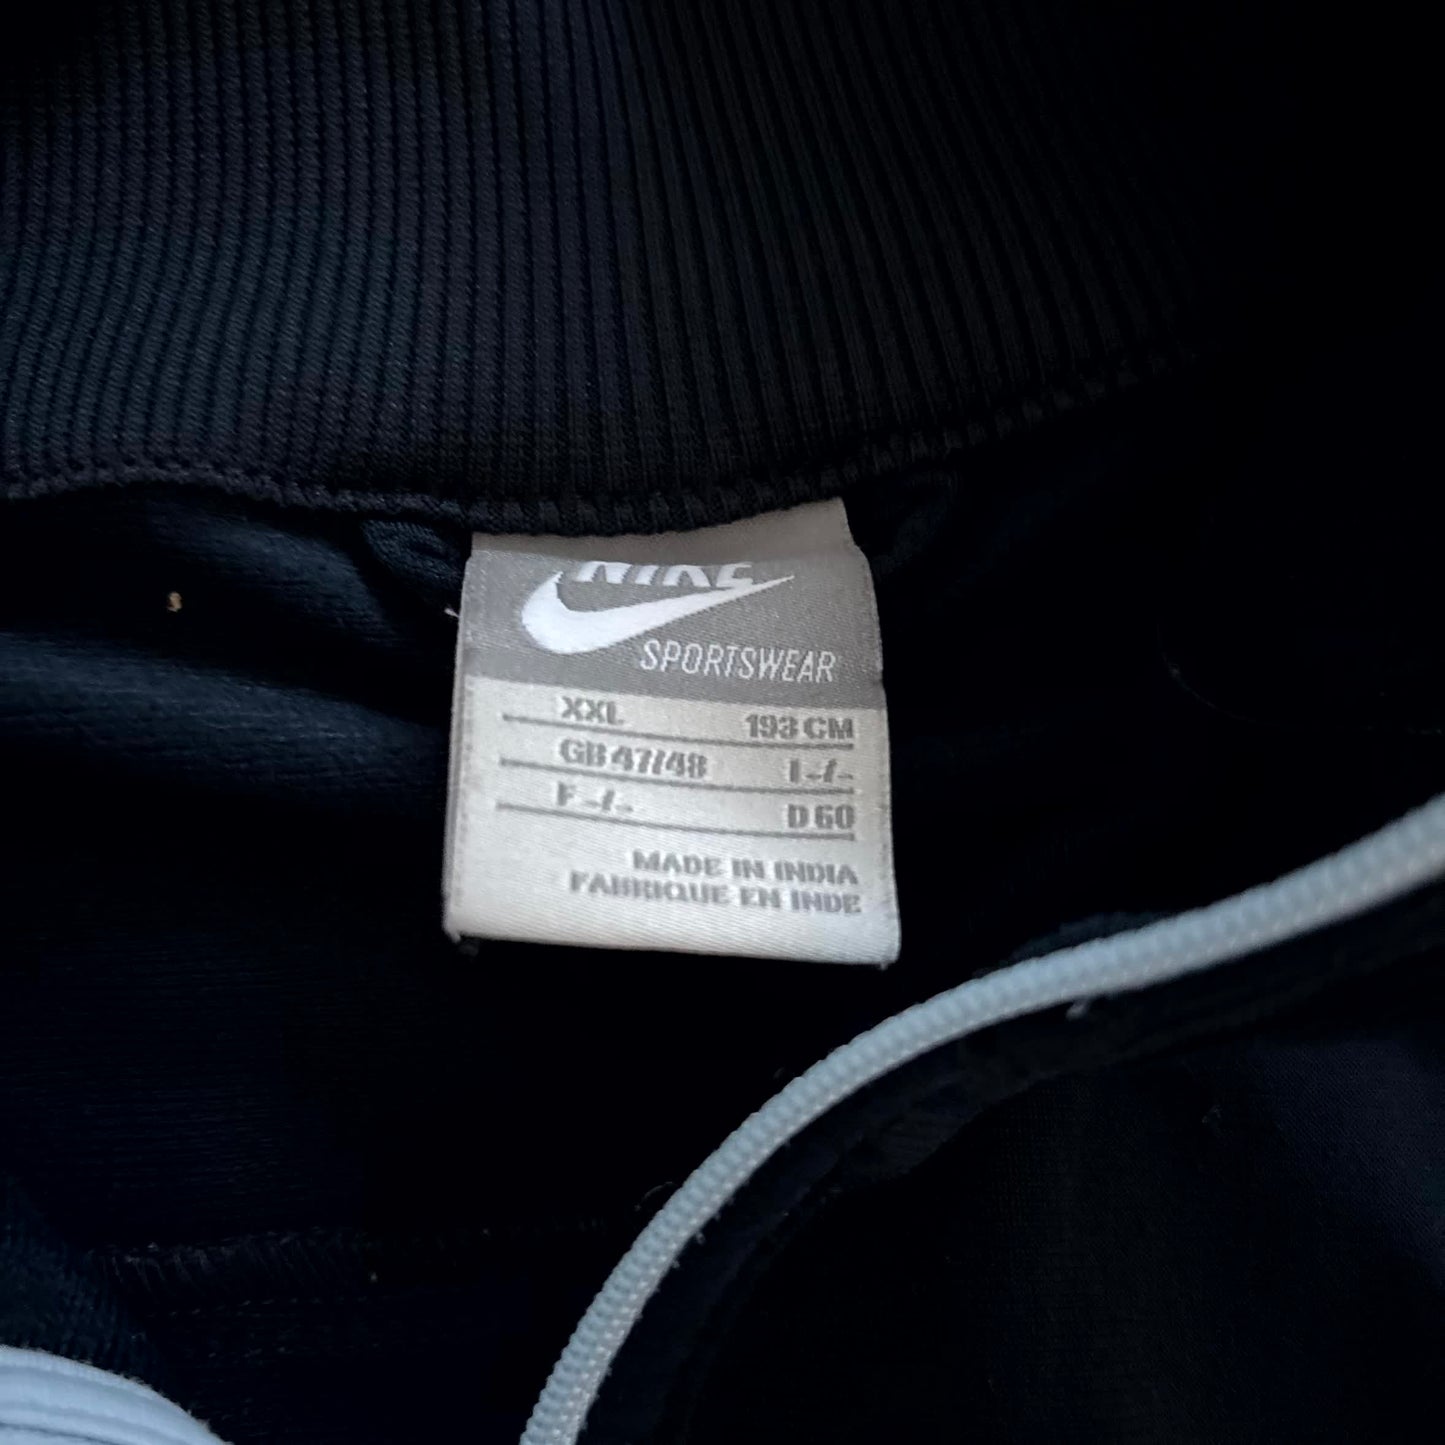 NIKE
SPORTSWEAR
XXL 193 CM
GB 47/48 I -/-
F -/- D 60
MADE IN INDIA
FABRIQUE EN INDE